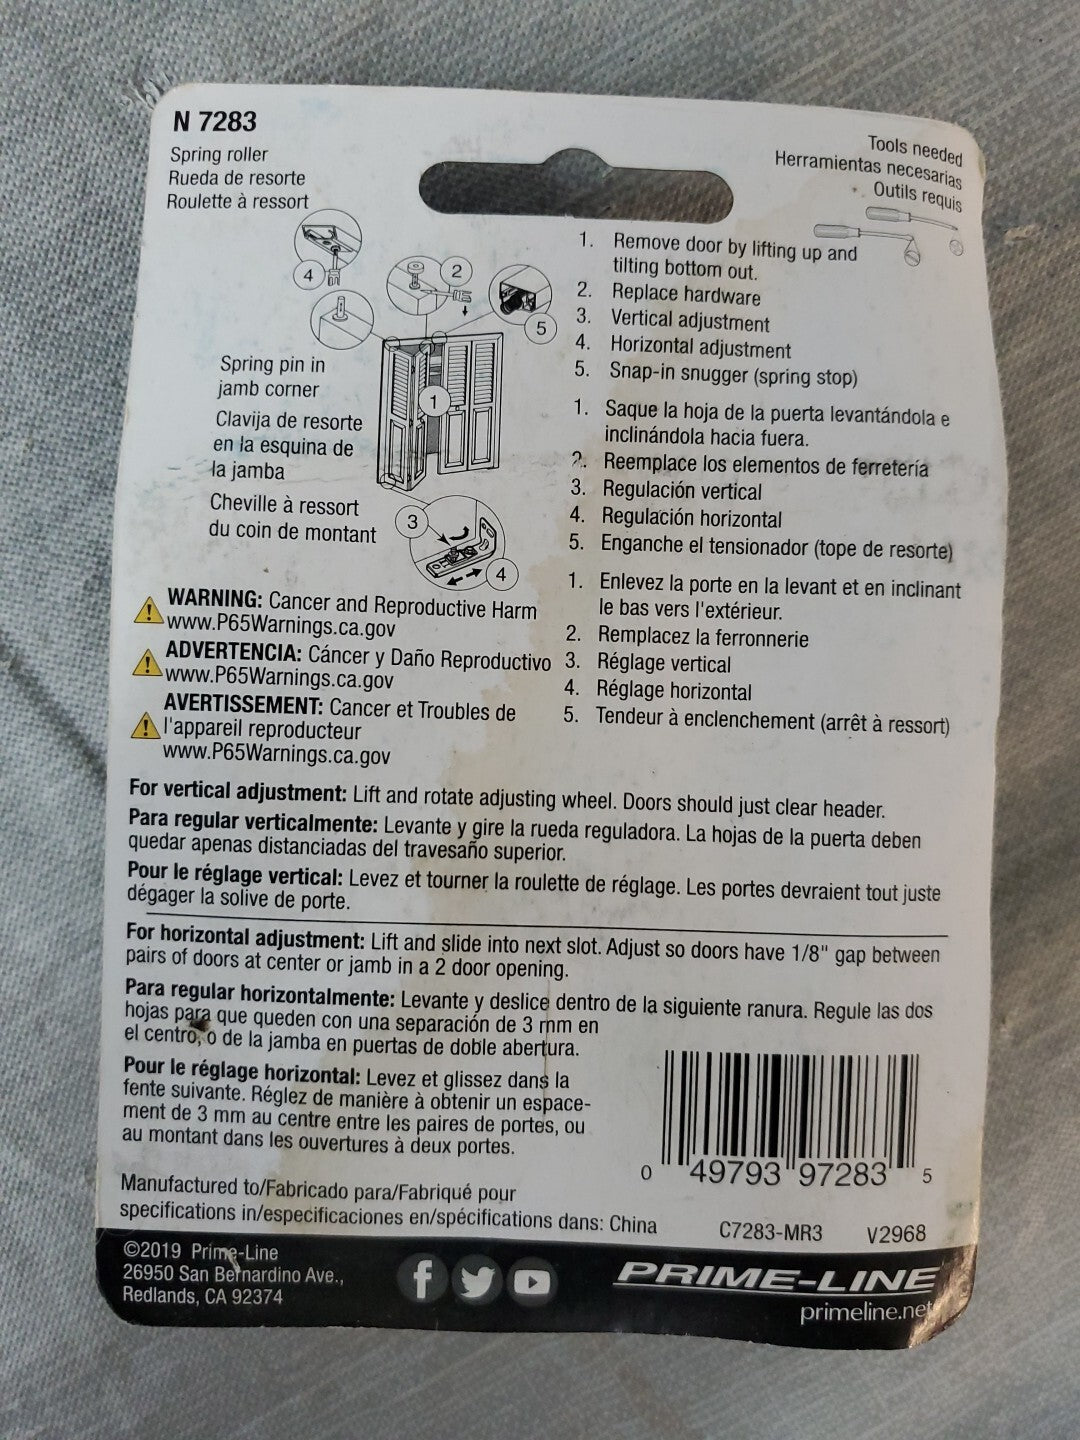 N 7283
Spring roller
Rueda de resorte
Roulette à ressort
Tools needed
Herramientas necesarias
Outils requis
4
2
5
1
3
4
Spring pin in
jamb corner
Clavija de resorte
en la esquina de
la jamba
Cheville à ressort
du coin de montant
1. Remove door by lifting up and
tilting bottom out.
2. Replace hardware
3. Vertical adjustment
4. Horizontal adjustment
5. Snap-in snugger (spring stop)
1. Saque la hoja de la puerta levantándola e
inclinándola hacia fuera.
2. Reemplace los elementos de ferretería
3. Regulación vertical
4. Regulación horizontal
5. Enganche el tensionador (tope de resorte)
1. Enlevez la porte en la levant et en inclinant
le bas vers l'extérieur.
2. Remplacez la ferronnerie
3. Réglage vertical
4. Réglage horizontal
5. Tendeur à enclenchement (arrêt à ressort)
WARNING: Cancer and Reproductive Harm
www.P65Warnings.ca.gov
ADVERTENCIA: Cáncer y Daño Reproductivo
www.P65Warnings.ca.gov
AVERTISSEMENT: Cancer et Troubles de
l'appareil reproducteur
www.P65Warnings.ca.gov
For vertical adjustment: Lift and rotate adjusting wheel. Doors should just clear header.
Para regular verticalmente: Levante y gire la rueda reguladora. La hojas de la puerta deben
quedar apenas distanciadas del travesaño superior.
Pour le réglage vertical: Levez et tourner la roulette de réglage. Les portes devraient tout juste
dégager la solive de porte.
For horizontal adjustment: Lift and slide into next slot. Adjust so doors have 1/8" gap between
pairs of doors at center or jamb in a 2 door opening.
Para regular horizontalmente: Levante y deslice dentro de la siguiente ranura. Regule las dos
hojas para que queden con una separación de 3 mm en
el centro, o de la jamba en puertas de doble abertura.
Pour le réglage horizontal: Levez et glissez dans la
fente suivante. Réglez de manière à obtenir un espace-
ment de 3 mm au centre entre les paires de portes, ou
au montant dans les ouvertures à deux portes.
0 49793 97283 5
Manufactured to/Fabricado para/Fabriqué pour
specifications in/especificaciones en/spécifications dans: China
C7283-MR3 V2968
©2019 Prime-Line
26950 San Bernardino Ave.,
Redlands, CA 92374
PRIME-LINE
primeline.net